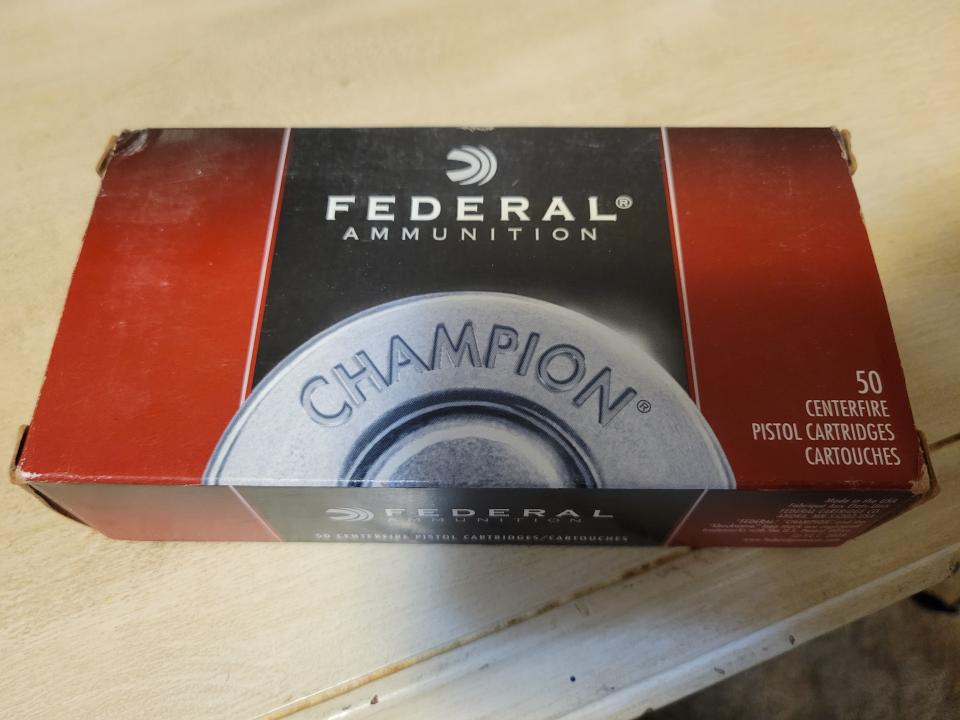 FEDERAL®
AMMUNITION
CHAMPION®
50
CENTERFIRE
PISTOL CARTRIDGES
CARTOUCHES
FEDERAL
AMMUNITION
50 CENTERFIRE PISTOL CARTRIDGES/CARTOUCHES
Made in the USA